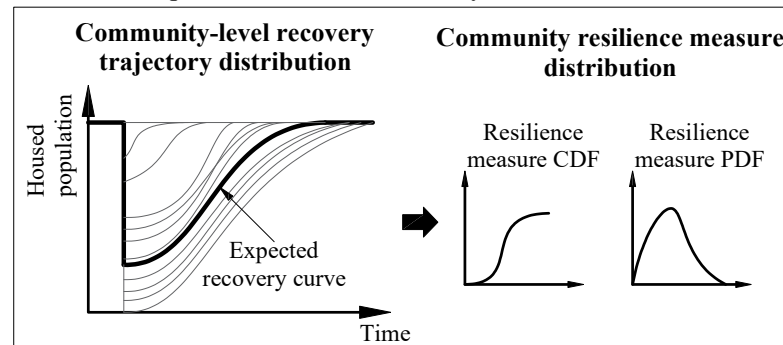 Community-level recovery
trajectory distribution
Housed
population
Expected
recovery curve
Time
Community resilience measure
distribution
Resilience
measure CDF
Resilience
measure PDF